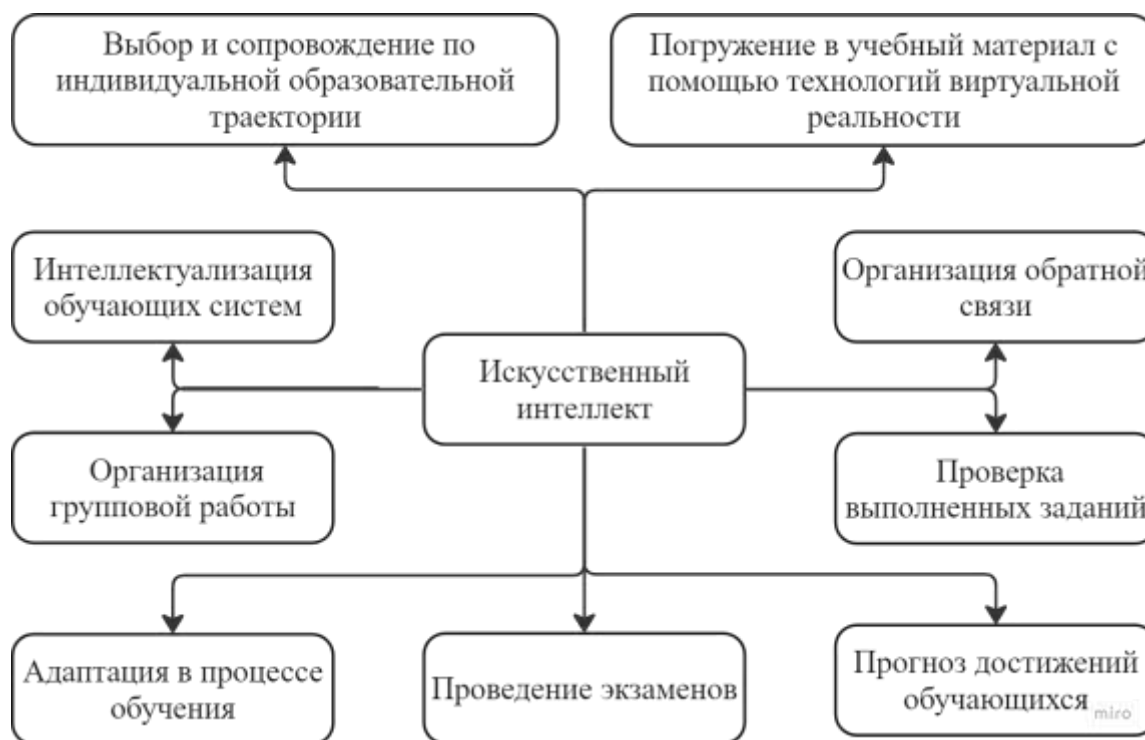 Выбор и сопровождение по
индивидуальной образовательной
траектории
Погружение в учебный материал с
помощью технологий виртуальной
реальности
Интеллектуализация
обучающих систем
Организация обратной
связи
Искусственный
интеллект
Организация
групповой работы
Проверка
выполненных заданий
Адаптация в процессе
обучения
Проведение экзаменов
Прогноз достижений
обучающихся
miro